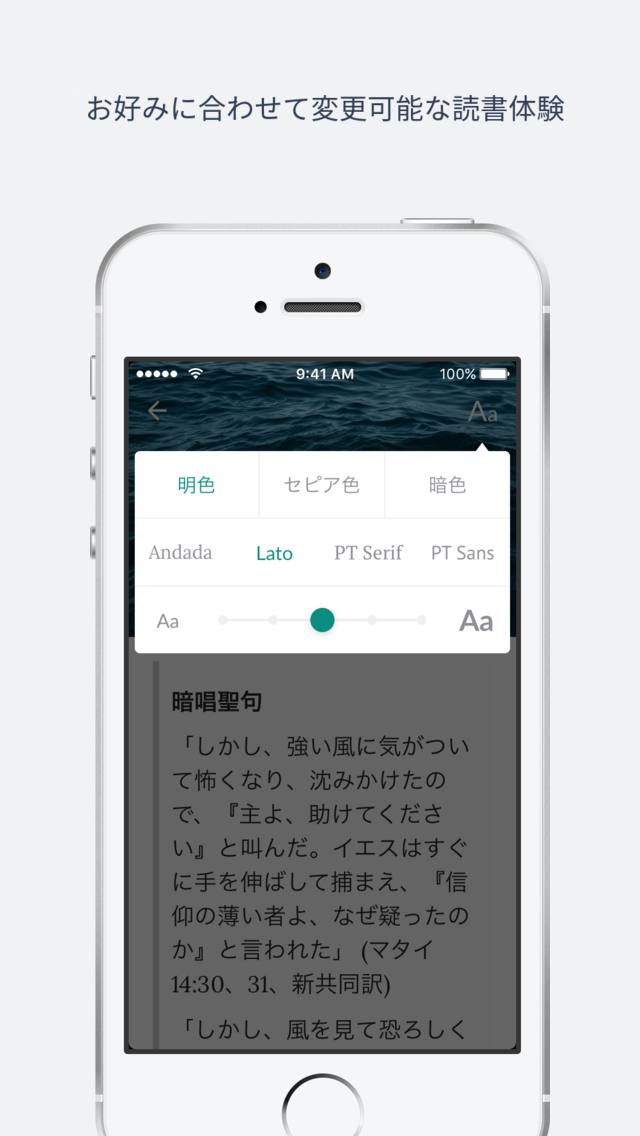 お好みに合わせて変更可能な読書体験
9:41 AM
100%
Aa
明色 セピア色 暗色
Andada Lato PT Serif PT Sans
Aa Aa
暗唱聖句
「しかし、強い風に気がつい
て怖くなり、沈みかけたの
で、『主よ、助けてくださ
い』と叫んだ。イエスはすぐ
に手を伸ばして捕まえ、『信
仰の薄い者よ、なぜ疑ったの
か』と言われた」 (マタイ
14:30、31、新共同訳)
「しかし、風を見て恐ろしく